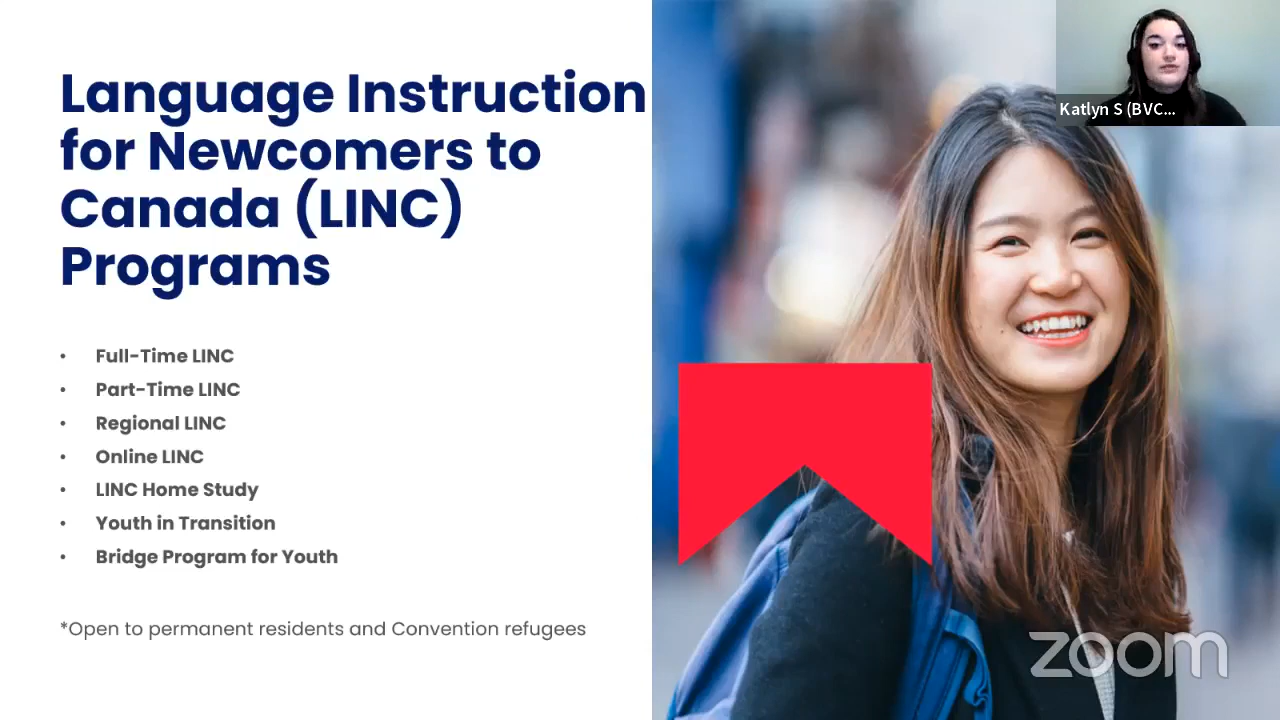 Language Instruction
for Newcomers to
Canada (LINC)
Programs
• Full-Time LINC
• Part-Time LINC
• Regional LINC
• Online LINC
• LINC Home Study
• Youth in Transition
• Bridge Program for Youth
*Open to permanent residents and Convention refugees
Katlyn S (BVC...
zoom